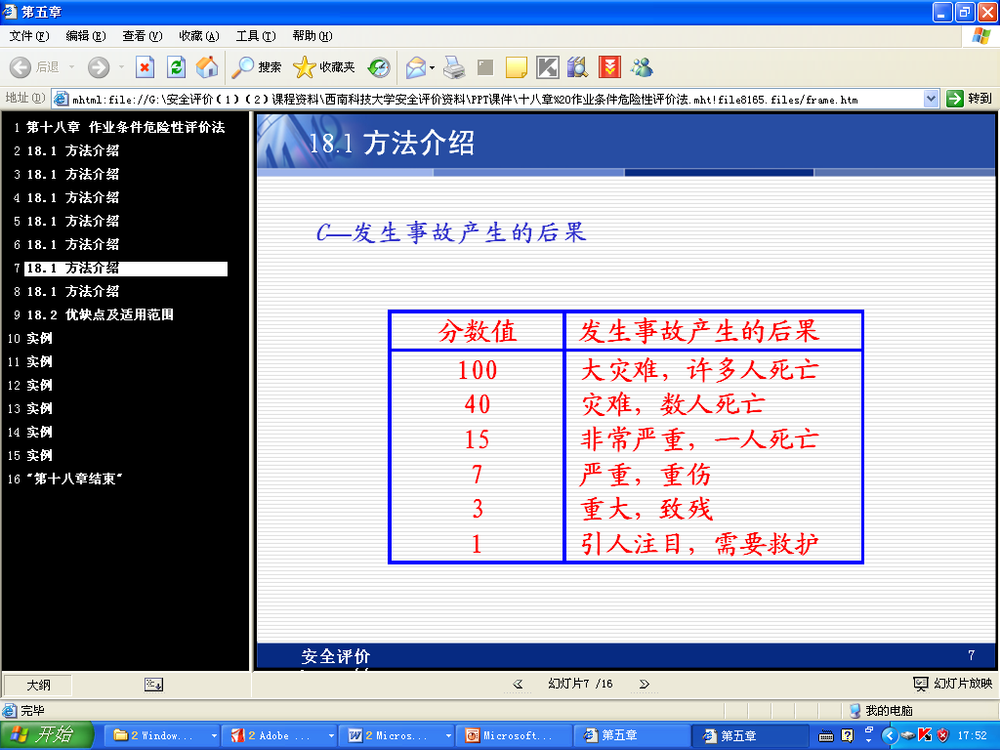 第五章
文件(F) 编辑(E) 查看(V) 收藏(A) 工具(T) 帮助(H)
后退 搜索 收藏夹
地址(D) mhtml:file://G:\安全评价(1)(2)课程资料\西南科技大学安全评价资料\PPT课件\十八章%20作业条件危险性评价法.mht!file8165.files/frame.htm 转到
1 第十八章 作业条件危险性评价法
2 18.1 方法介绍
3 18.1 方法介绍
4 18.1 方法介绍
5 18.1 方法介绍
6 18.1 方法介绍
7 18.1 方法介绍
8 18.1 方法介绍
9 18.2 优缺点及适用范围
10 实例
11 实例
12 实例
13 实例
14 实例
15 实例
16 "第十八章结束"
18.1 方法介绍
C—发生事故产生的后果
分数值 发生事故产生的后果
100 大灾难，许多人死亡
40 灾难，数人死亡
15 非常严重，一人死亡
7 严重，重伤
3 重大，致残
1 引人注目，需要救护
安全评价 7
大纲 幻灯片7 /16 幻灯片放映
完毕 我的电脑
开始 2 Window... 2 Adobe ... 2 Micros... Microsoft... 第五章 第五章 17:52